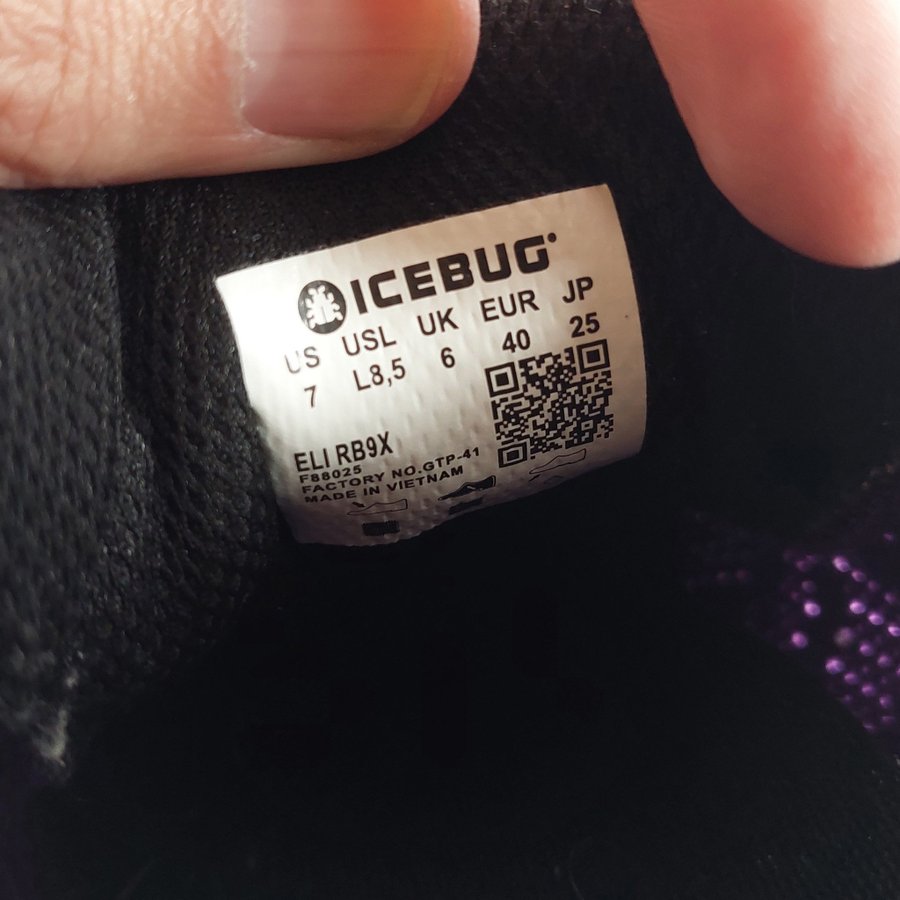 ICEBUG
US USL UK EUR JP
7 L8,5 6 40 25
ELI RB9X
F88025
FACTORY NO.GTP-41
MADE IN VIETNAM